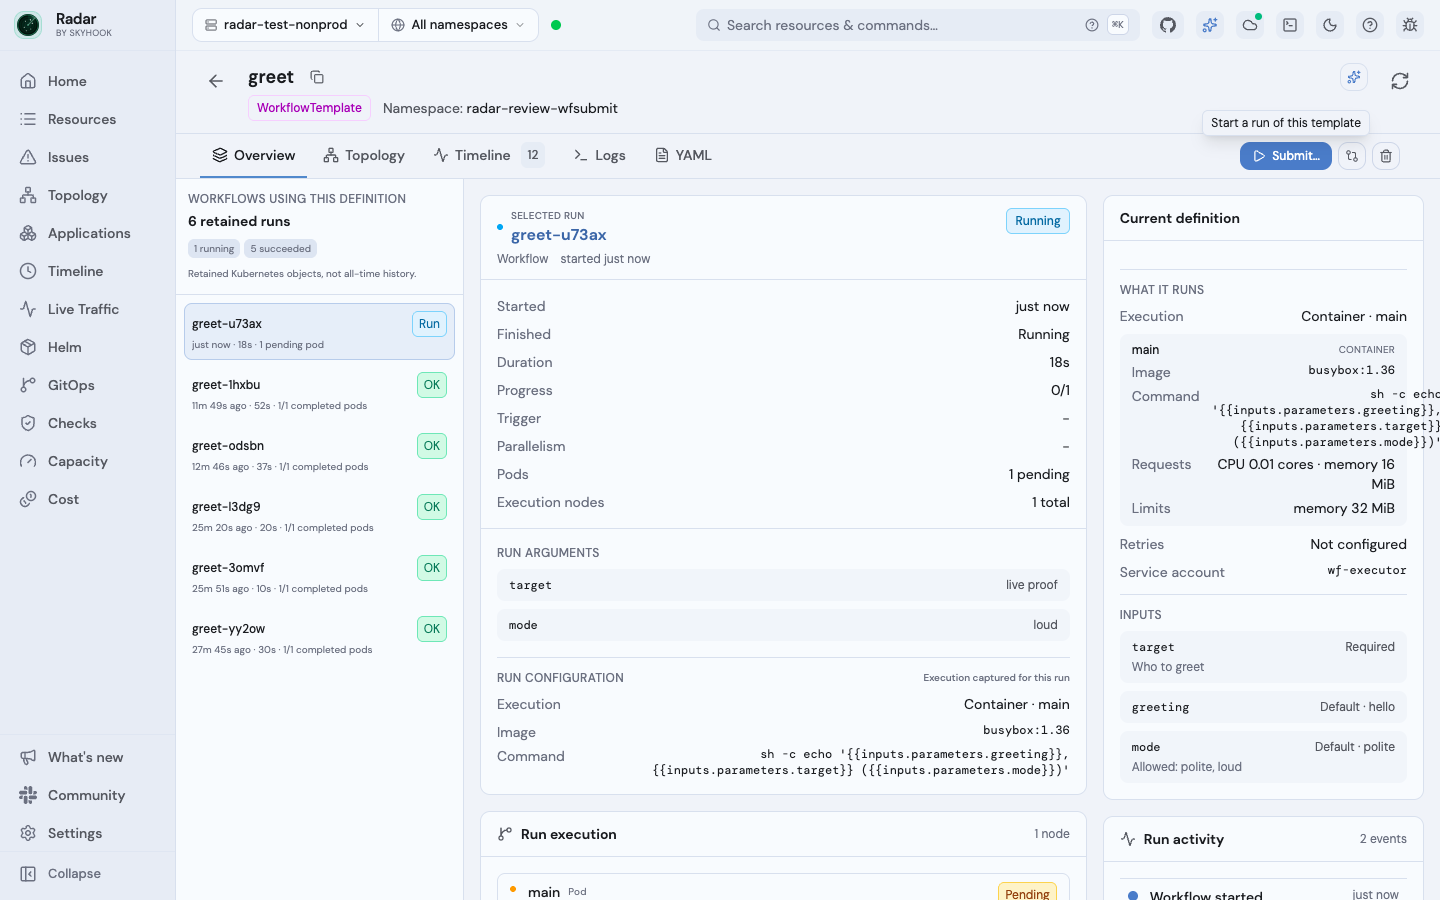 Radar
BY SKYHOOK
radar-test-nonprod
All namespaces
Search resources & commands...
⌘K
Home
Resources
Issues
Topology
Applications
Timeline
Live Traffic
Helm
GitOps
Checks
Capacity
Cost
What's new
Community
Settings
Collapse
greet
WorkflowTemplate
Namespace: radar-review-wfsubmit
Start a run of this template
Overview
Topology
Timeline 12
Logs
YAML
Submit...
WORKFLOWS USING THIS DEFINITION
6 retained runs
1 running
5 succeeded
Retained Kubernetes objects, not all-time history.
greet-u73ax
Run
just now · 18s · 1 pending pod
greet-1hxbu
OK
11m 49s ago · 52s · 1/1 completed pods
greet-odsbn
OK
12m 46s ago · 37s · 1/1 completed pods
greet-l3dg9
OK
25m 20s ago · 20s · 1/1 completed pods
greet-3omvf
OK
25m 51s ago · 10s · 1/1 completed pods
greet-yy2ow
OK
27m 45s ago · 30s · 1/1 completed pods
SELECTED RUN
greet-u73ax
Running
Workflow started just now
Started just now
Finished Running
Duration 18s
Progress 0/1
Trigger -
Parallelism -
Pods 1 pending
Execution nodes 1 total
RUN ARGUMENTS
target live proof
mode loud
RUN CONFIGURATION Execution captured for this run
Execution Container · main
Image busybox:1.36
Command sh -c echo '{{inputs.parameters.greeting}},
{{inputs.parameters.target}} ({{inputs.parameters.mode}})'
Run execution 1 node
main Pod Pending
Current definition
WHAT IT RUNS
Execution Container · main
main CONTAINER
Image busybox:1.36
Command sh -c echo
'{{inputs.parameters.greeting}},
{{inputs.parameters.target}}
({{inputs.parameters.mode}})'
Requests CPU 0.01 cores · memory 16
MiB
Limits memory 32 MiB
Retries Not configured
Service account wf-executor
INPUTS
target Required
Who to greet
greeting Default · hello
mode Default · polite
Allowed: polite, loud
Run activity 2 events
Workflow started just now